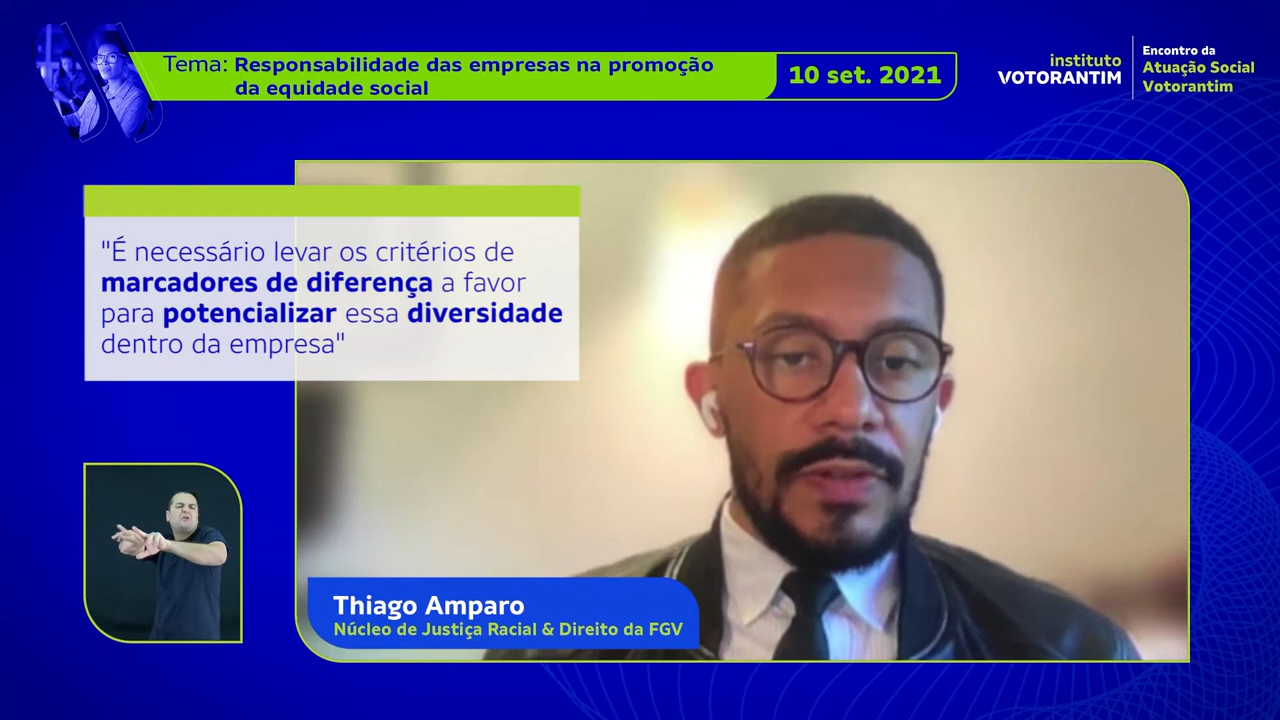 Tema: Responsabilidade das empresas na promoção
da equidade social
10 set. 2021
instituto
VOTORANTIM
Encontro da
Atuação Social
Votorantim
"É necessário levar os critérios de
marcadores de diferença a favor
para potencializar essa diversidade
dentro da empresa"
Thiago Amparo
Núcleo de Justiça Racial & Direito da FGV